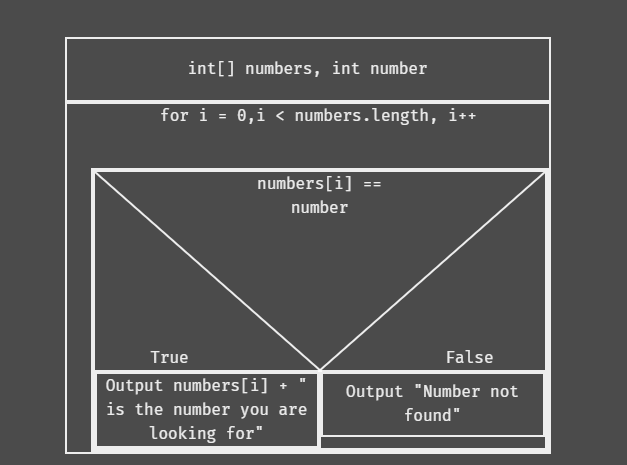 int[] numbers, int number
for i = 0,i < numbers.length, i++
numbers[i] ==
number
True
False
Output numbers[i] + "
is the number you are
looking for"
Output "Number not
found"